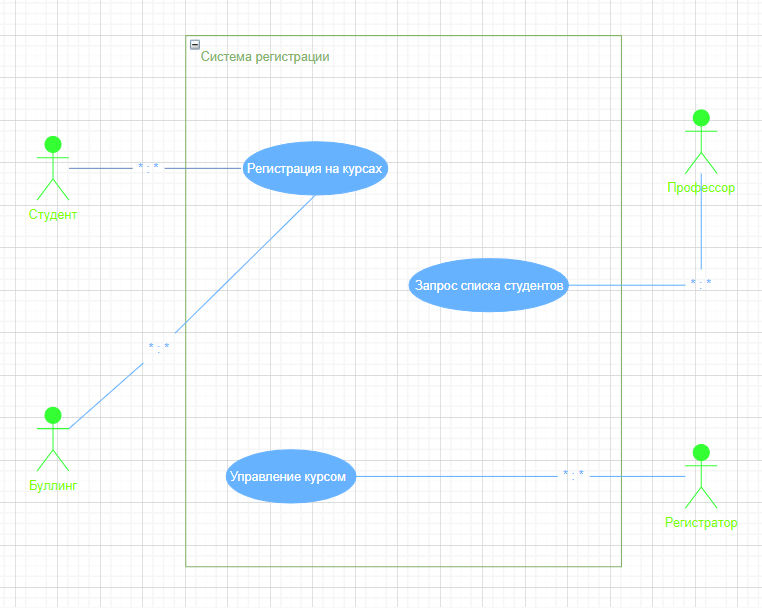 Система регистрации
Студент
* : *
Регистрация на курсах
Профессор
Запрос списка студентов
* : *
* : *
Буллинг
Управление курсом
* : *
Регистратор